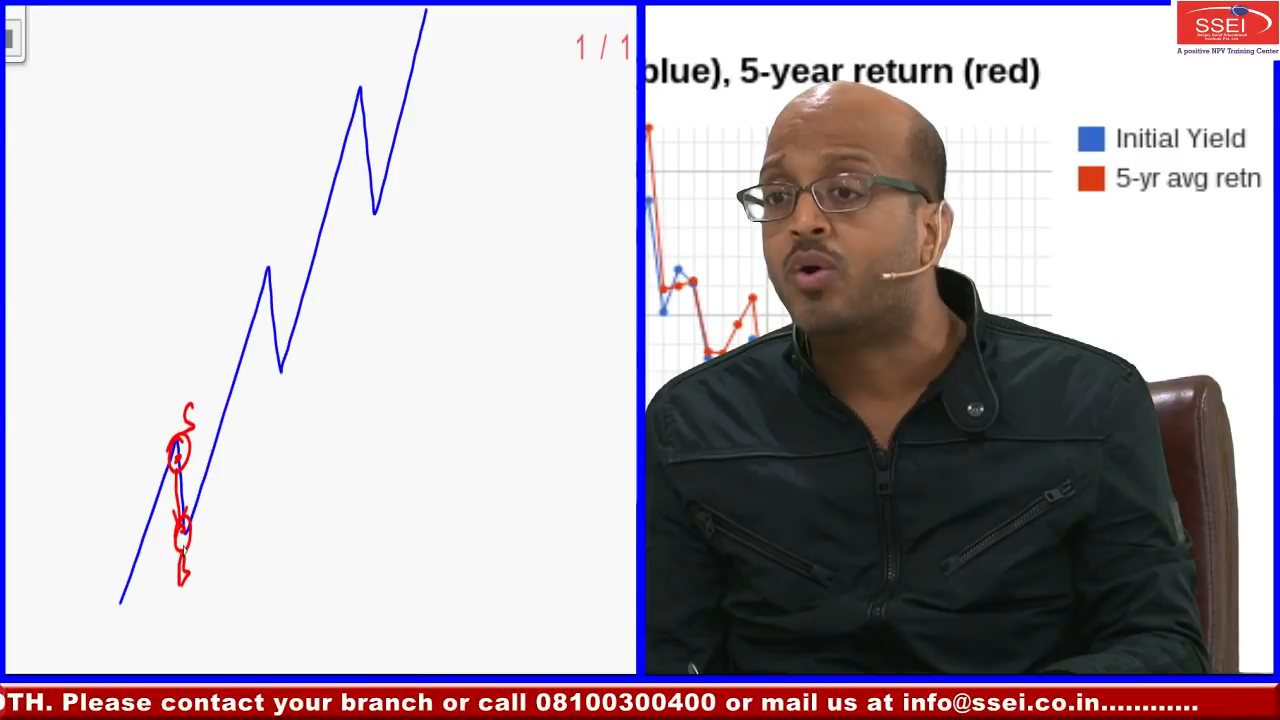 1 / 1
SSEI
A positive NPV Training Center
blue), 5-year return (red)
Initial Yield
5-yr avg retn
S
B
OTH. Please contact your branch or call 08100300400 or mail us at info@ssei.co.in............